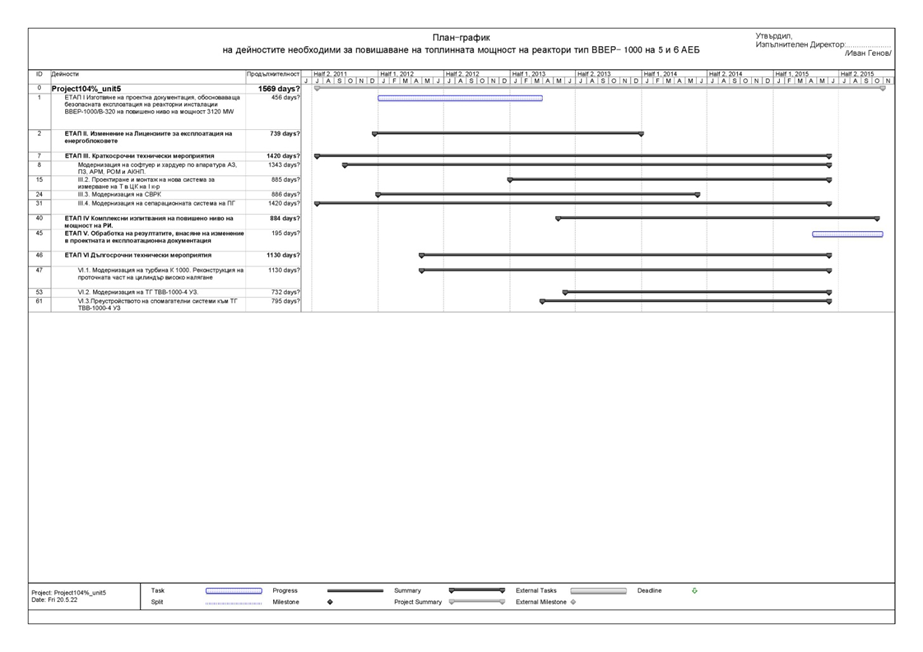 План-график
на дейностите необходими за повишаване на топлинната мощност на реактори тип ВВЕР- 1000 на 5 и 6 АЕБ
Утвърдил,
Изпълнителен Директор:....................
/Иван Генов/
ID Дейности Продължителност Half 2, 2011 Half 1, 2012 Half 2, 2012 Half 1, 2013 Half 2, 2013 Half 1, 2014 Half 2, 2014 Half 1, 2015 Half 2, 2015
J J A S O N D J F M A M J J A S O N D J F M A M J J A S O N D J F M A M J J A S O N D J F M A M J J A S O N
0 Project104%_unit5 1569 days?
1 ЕТАП I Изготвяне на проектна документация, обосноваваща 456 days?
безопасната експлоатация на реакторни инсталации
ВВЕР-1000/В-320 на повишено ниво на мощност 3120 MW
2 ЕТАП II. Изменение на Лицензиите за експлоатация на 739 days?
енергоблоковете
7 ЕТАП III. Краткосрочни технически мероприятия 1420 days?
8 Модернизация на софтуер и хардуер по апаратура АЗ, 1343 days?
ПЗ, АРМ, РОМ и АКНП.
15 III.2. Проектиране и монтаж на нова система за 885 days?
измерване на Т в ЦК на I к-р
24 III.3. Модернизация на СВРК 886 days?
31 III.4. Модернизация на сепарационната система на ПГ 1420 days?
40 ЕТАП IV Комплексни изпитвания на повишено ниво на 884 days?
мощност на РИ.
45 ЕТАП V. Обработка на резултатите, внасяне на изменение 195 days?
в проектната и експлоатационна документация
46 ЕТАП VI Дългосрочни технически мероприятия 1130 days?
47 VI.1. Модернизация на турбина К 1000. Реконструкция на 1130 days?
проточната част на цилиндър високо налягане
53 VI.2. Модернизация на ТГ ТВВ-1000-4 УЗ. 732 days?
61 VI.3.Преустройството на спомагателни системи към ТГ 795 days?
ТВВ-1000-4 УЗ
Project: Project104%_unit5
Date: Fri 20.5.22
Task Progress Summary External Tasks Deadline
Split Milestone Project Summary External Milestone